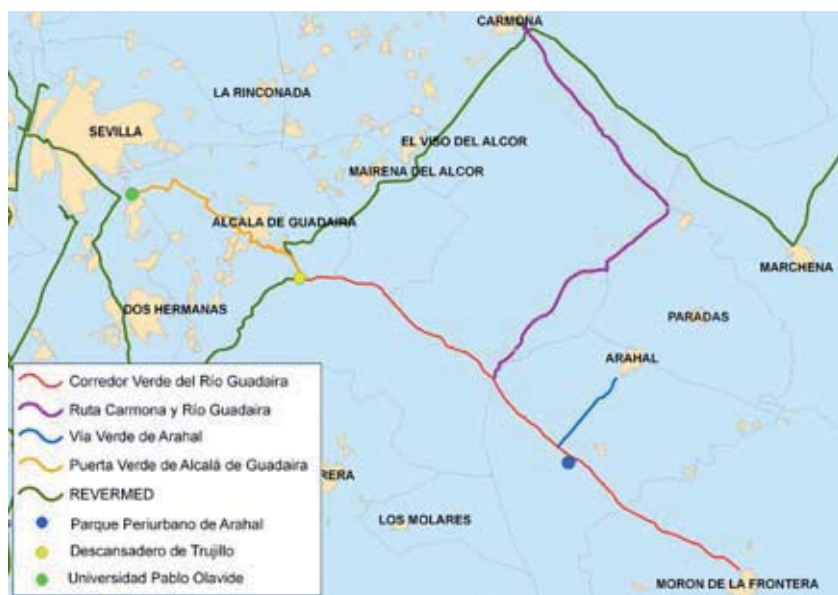 CARMONA
LA RINCONADA
SEVILLA
EL VISO DEL ALCOR
MAIRENA DEL ALCOR
ALCALA DE GUADAIRA
MARCHENA
DOS HERMANAS
PARADAS
ARAHAL
Corredor Verde del Río Guadaira
Ruta Carmona y Río Guadaira
Vía Verde de Arahal
Puerta Verde de Alcalá de Guadaira
RERA
REVERMED
LOS MOLARES
Parque Periurbano de Arahal
Descansadero de Trujillo
Universidad Pablo Olavide
MORON DE LA FRONTERA